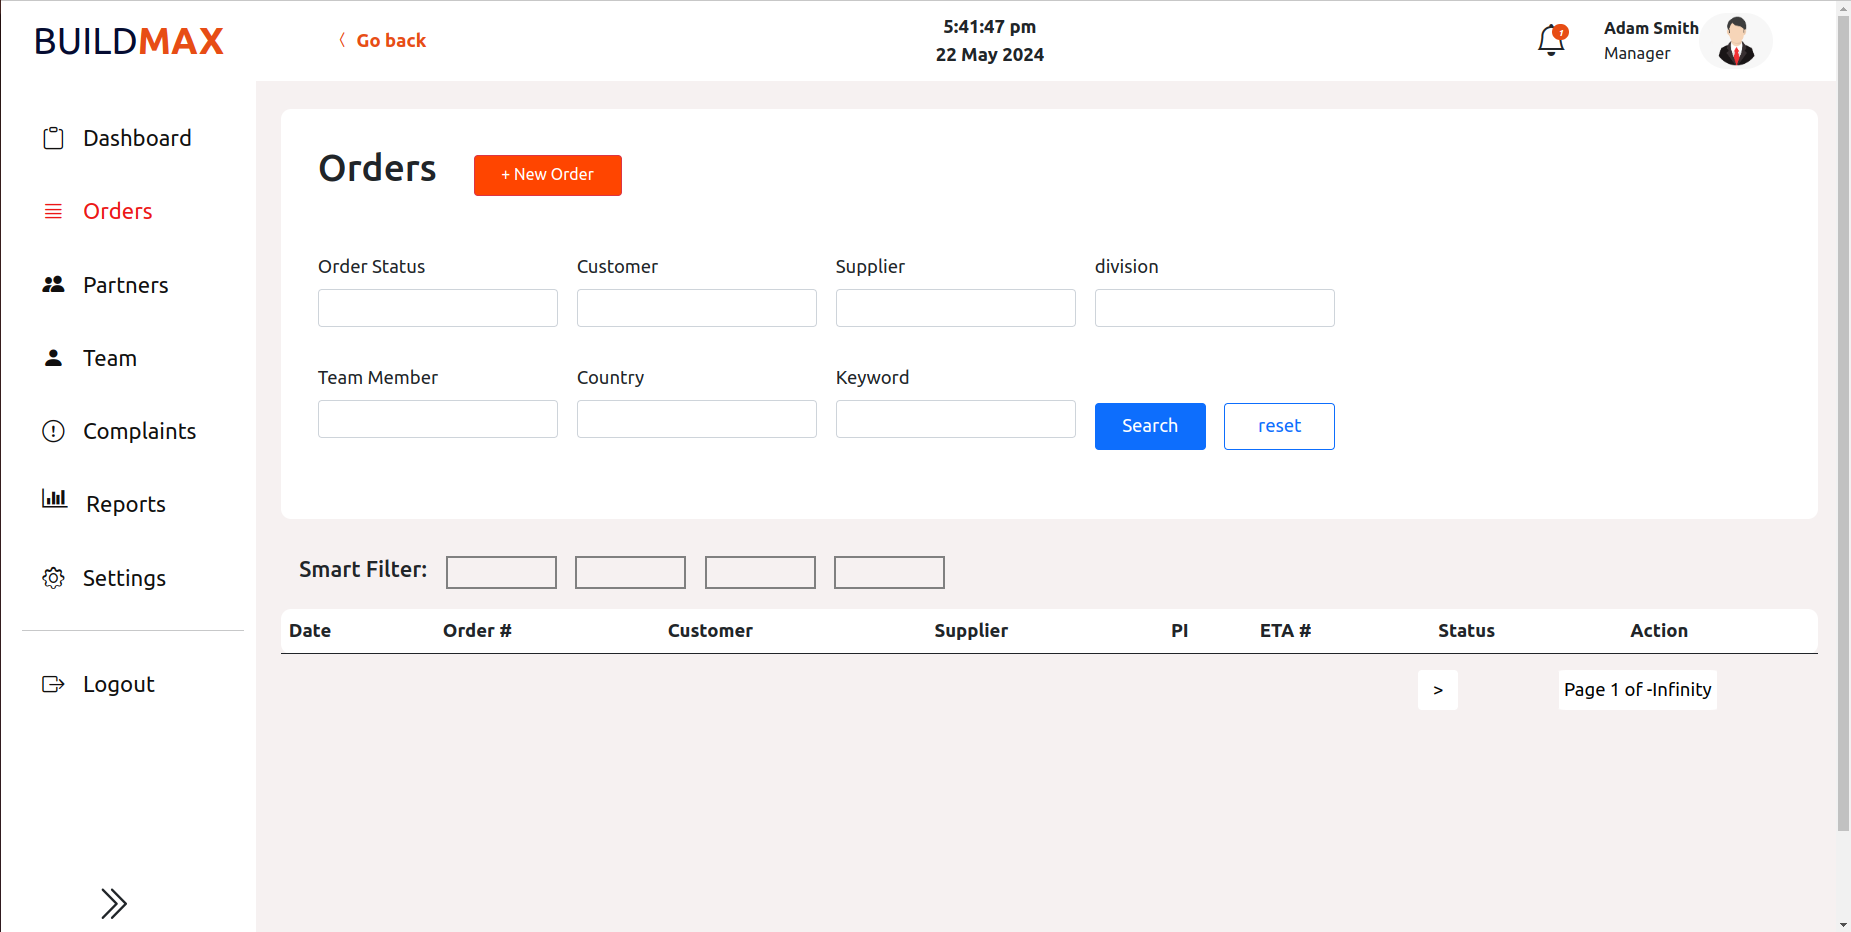 BUILDMAX
Go back
5:41:47 pm
22 May 2024
1
Adam Smith
Manager
Dashboard
Orders
Partners
Team
Complaints
Reports
Settings
Logout
Orders
+ New Order
Order Status Customer Supplier division
Team Member Country Keyword
Search reset
Smart Filter:
Date Order # Customer Supplier PI ETA # Status Action
> Page 1 of -Infinity